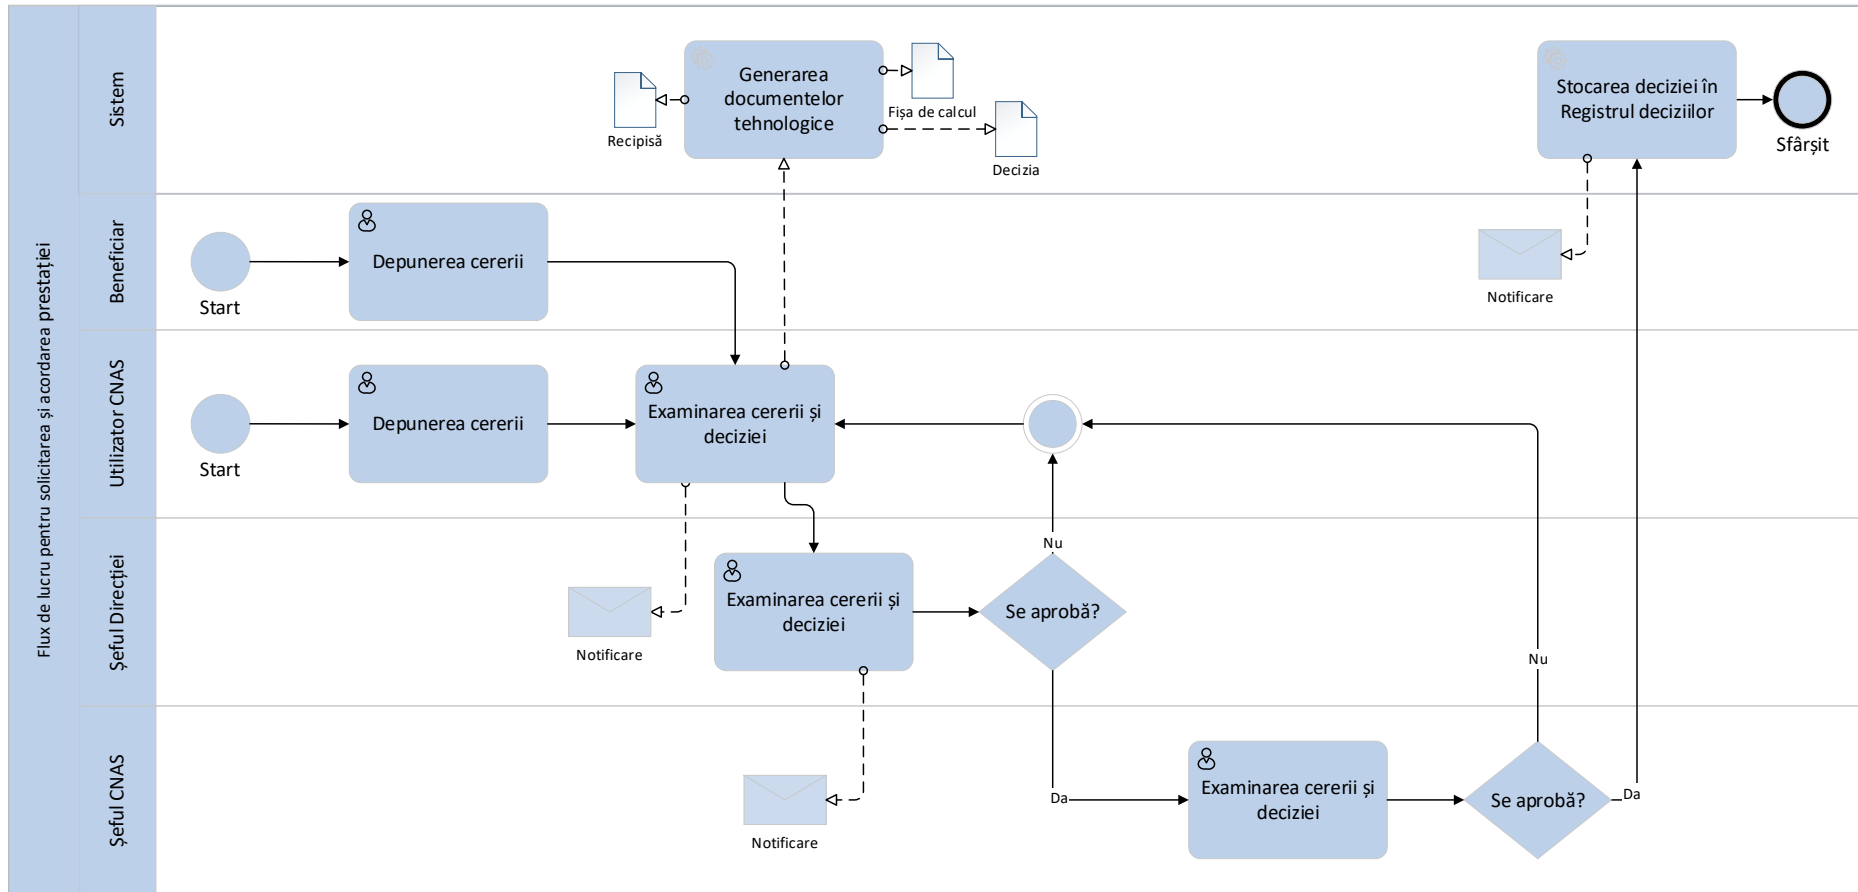 Flux de lucru pentru solicitarea și acordarea prestației
Sistem
Generarea
documentelor
tehnologice
Recipisă
Fișa de calcul
Decizia
Stocarea deciziei în
Registrul deciziilor
Sfârșit
Beneficiar
Start
Depunerea cererii
Notificare
Utilizator CNAS
Start
Depunerea cererii
Examinarea cererii și
deciziei
Șeful Direcției
Notificare
Examinarea cererii și
deciziei
Nu
Se aprobă?
Nu
Șeful CNAS
Notificare
Da
Examinarea cererii și
deciziei
Se aprobă?
Da